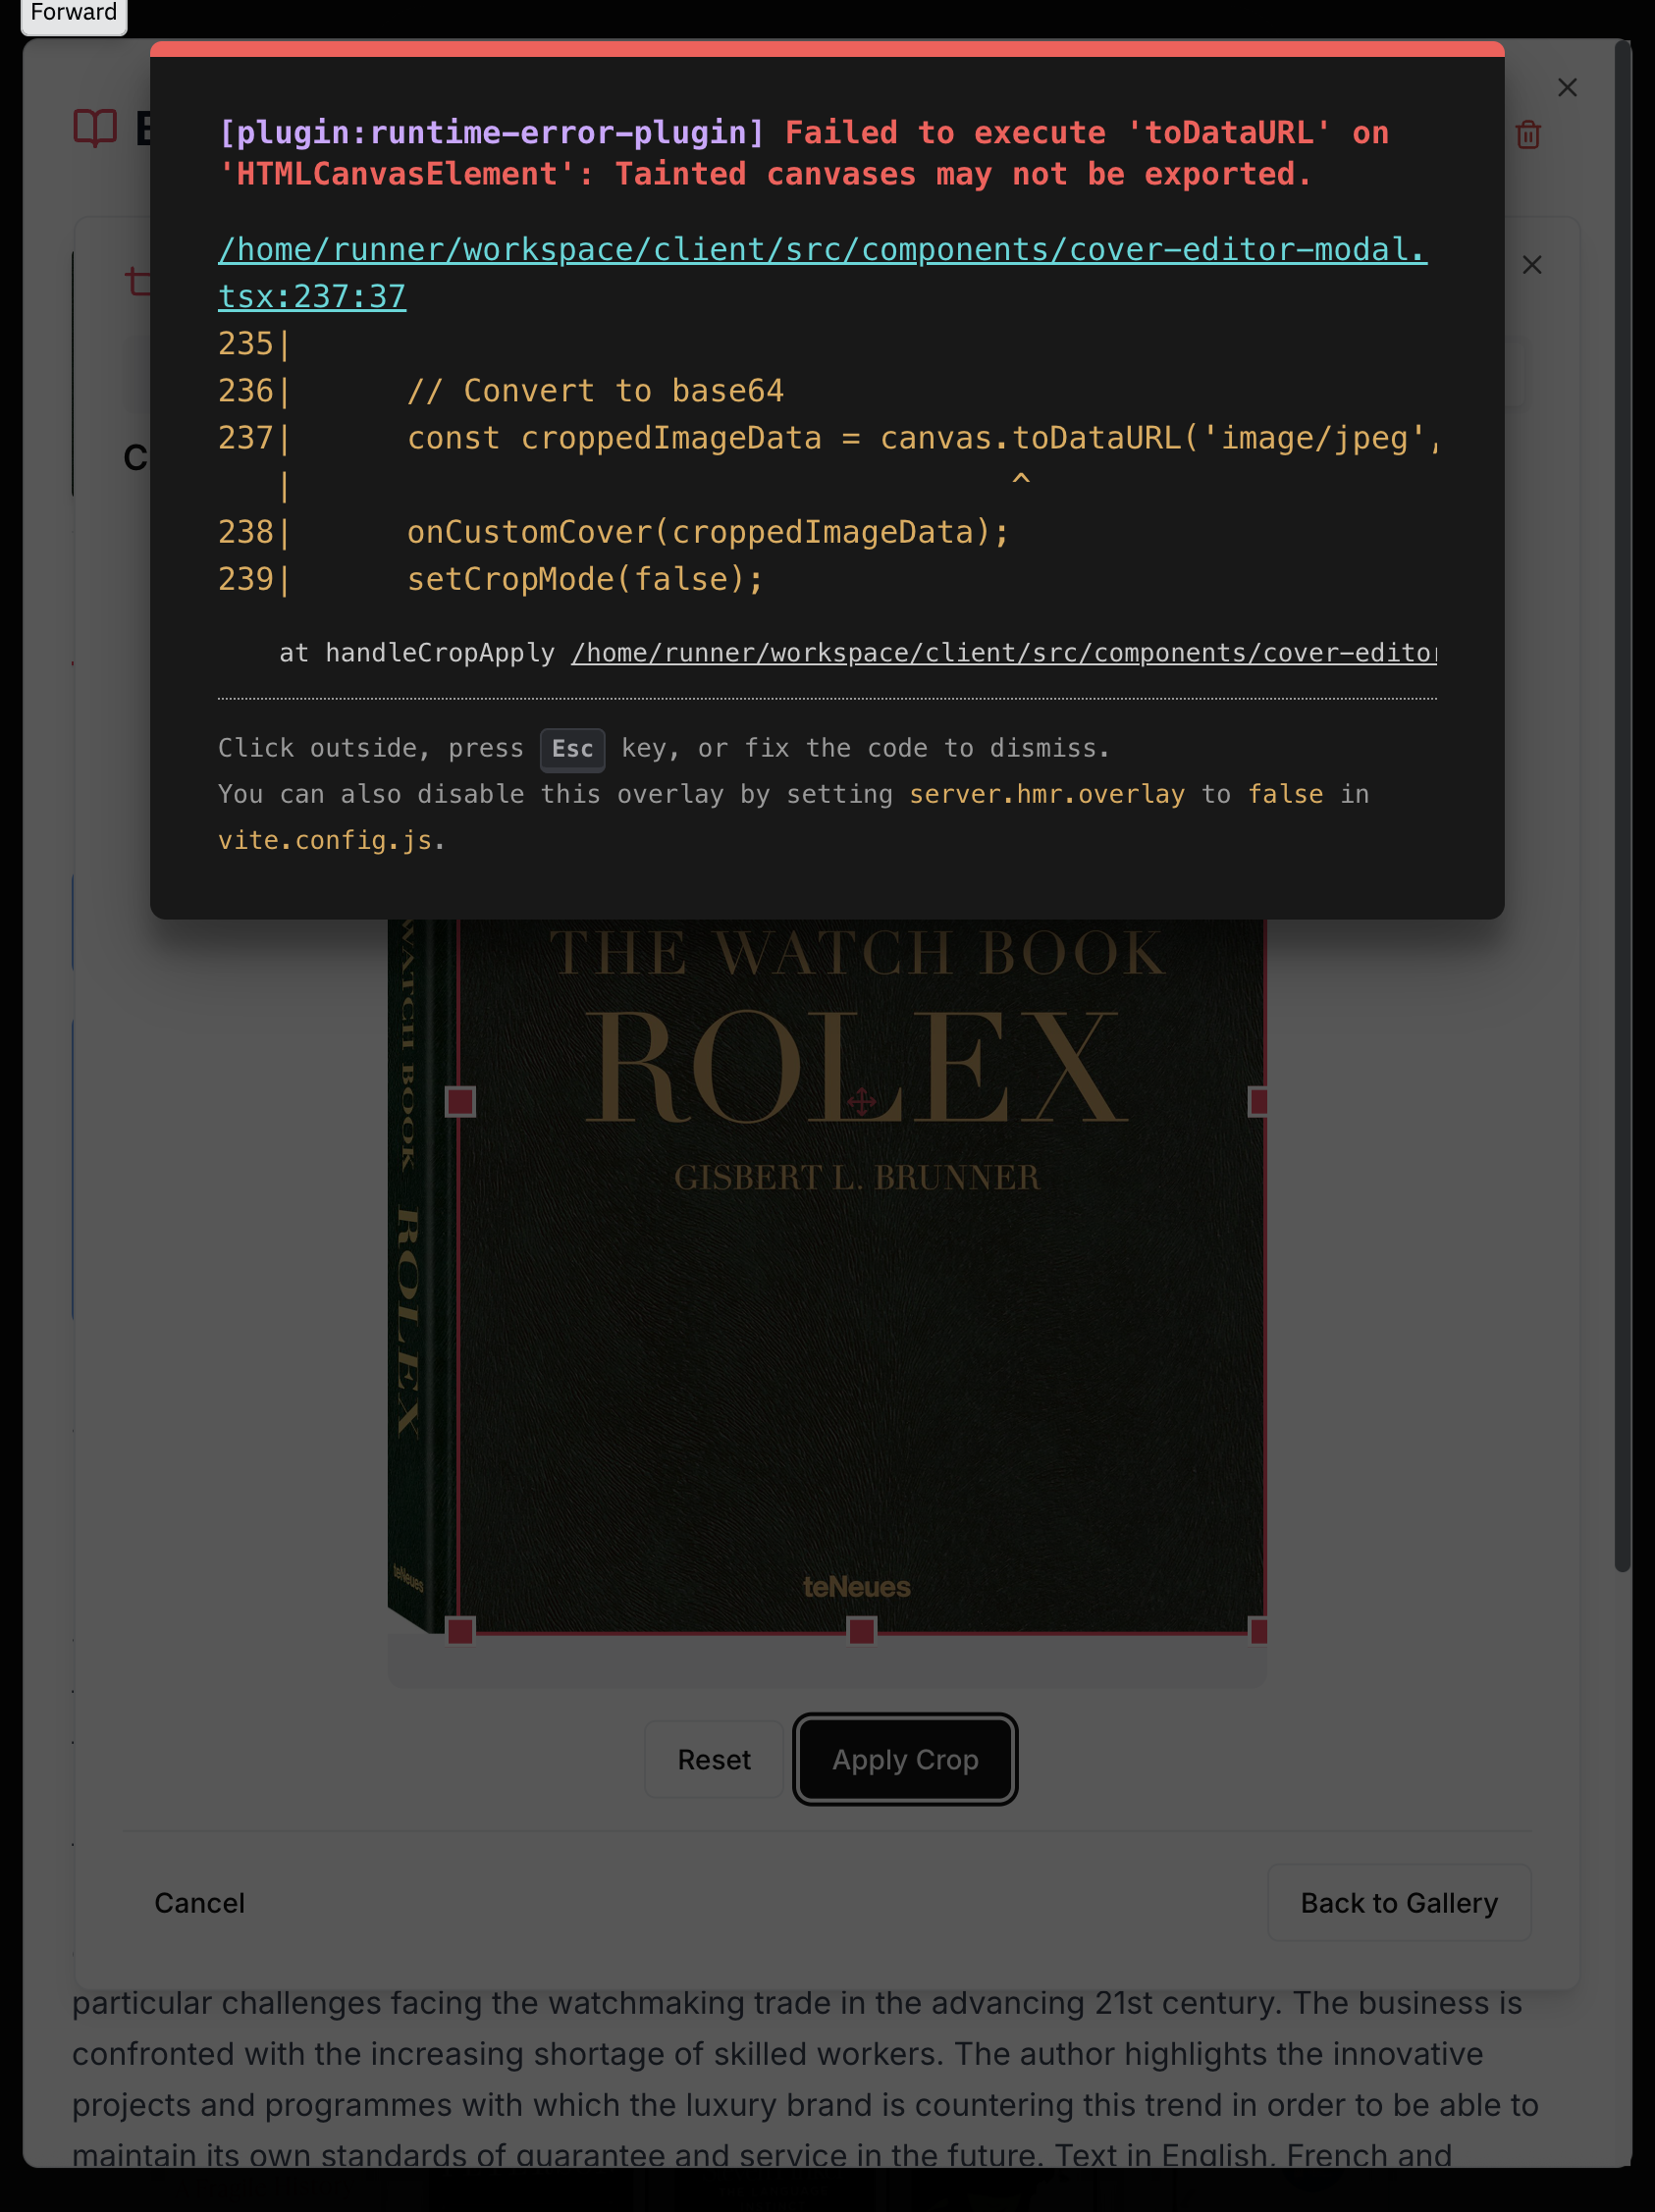 Forward
[plugin:runtime-error-plugin] Failed to execute 'toDataURL' on
'HTMLCanvasElement': Tainted canvases may not be exported.
/home/runner/workspace/client/src/components/cover-editor-modal.
tsx:237:37
235|
236|      // Convert to base64
237|      const croppedImageData = canvas.toDataURL('image/jpeg',
   |                                      ^
238|      onCustomCover(croppedImageData);
239|      setCropMode(false);
at handleCropApply /home/runner/workspace/client/src/components/cover-editor
Click outside, press Esc key, or fix the code to dismiss.
You can also disable this overlay by setting server.hmr.overlay to false in
vite.config.js.
THE WATCH BOOK
ROLEX
GISBERT L. BRUNNER
WATCH BOOK ROLEX
teNeues
teNeues
Reset
Apply Crop
Cancel
Back to Gallery
particular challenges facing the watchmaking trade in the advancing 21st century. The business is
confronted with the increasing shortage of skilled workers. The author highlights the innovative
projects and programmes with which the luxury brand is countering this trend in order to be able to
maintain its own standards of guarantee and service in the future. Text in English, French and